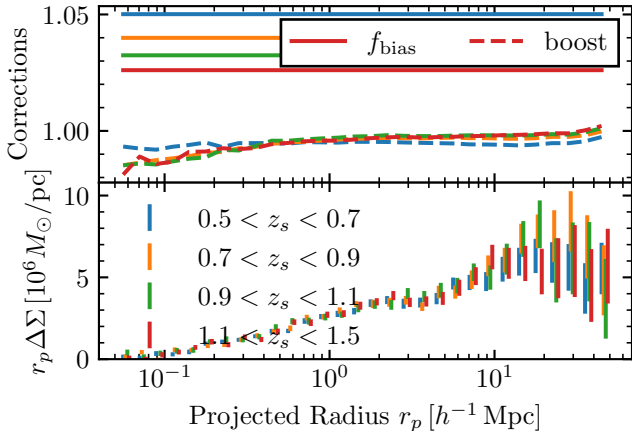 1.05
f_bias boost
1.00
Corrections
10
0.5 < z_s < 0.7
0.7 < z_s < 0.9
5
0.9 < z_s < 1.1
1.1 < z_s < 1.5
0
r_p ΔΣ [10^6 M_⊙/pc]
10^{-1} 10^0 10^1
Projected Radius r_p [h^{-1} Mpc]